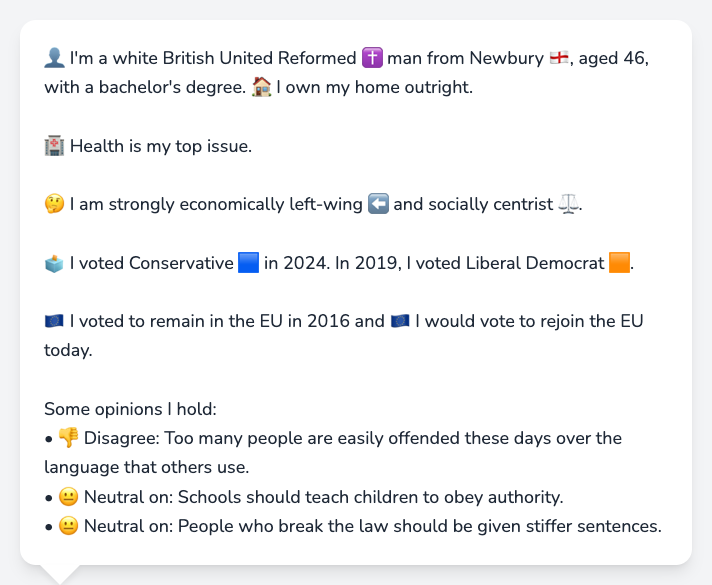 👤 I'm a white British United Reformed ✝️ man from Newbury 🏴󠁧󠁢󠁥󠁮󠁧󠁿, aged 46,
with a bachelor's degree. 🏠 I own my home outright.
🏥 Health is my top issue.
🤔 I am strongly economically left-wing ⬅️ and socially centrist ⚖️.
🗳️ I voted Conservative 🟦 in 2024. In 2019, I voted Liberal Democrat 🟧.
🇪🇺 I voted to remain in the EU in 2016 and 🇪🇺 I would vote to rejoin the EU
today.
Some opinions I hold:
• 👎 Disagree: Too many people are easily offended these days over the
language that others use.
• 😐 Neutral on: Schools should teach children to obey authority.
• 😐 Neutral on: People who break the law should be given stiffer sentences.